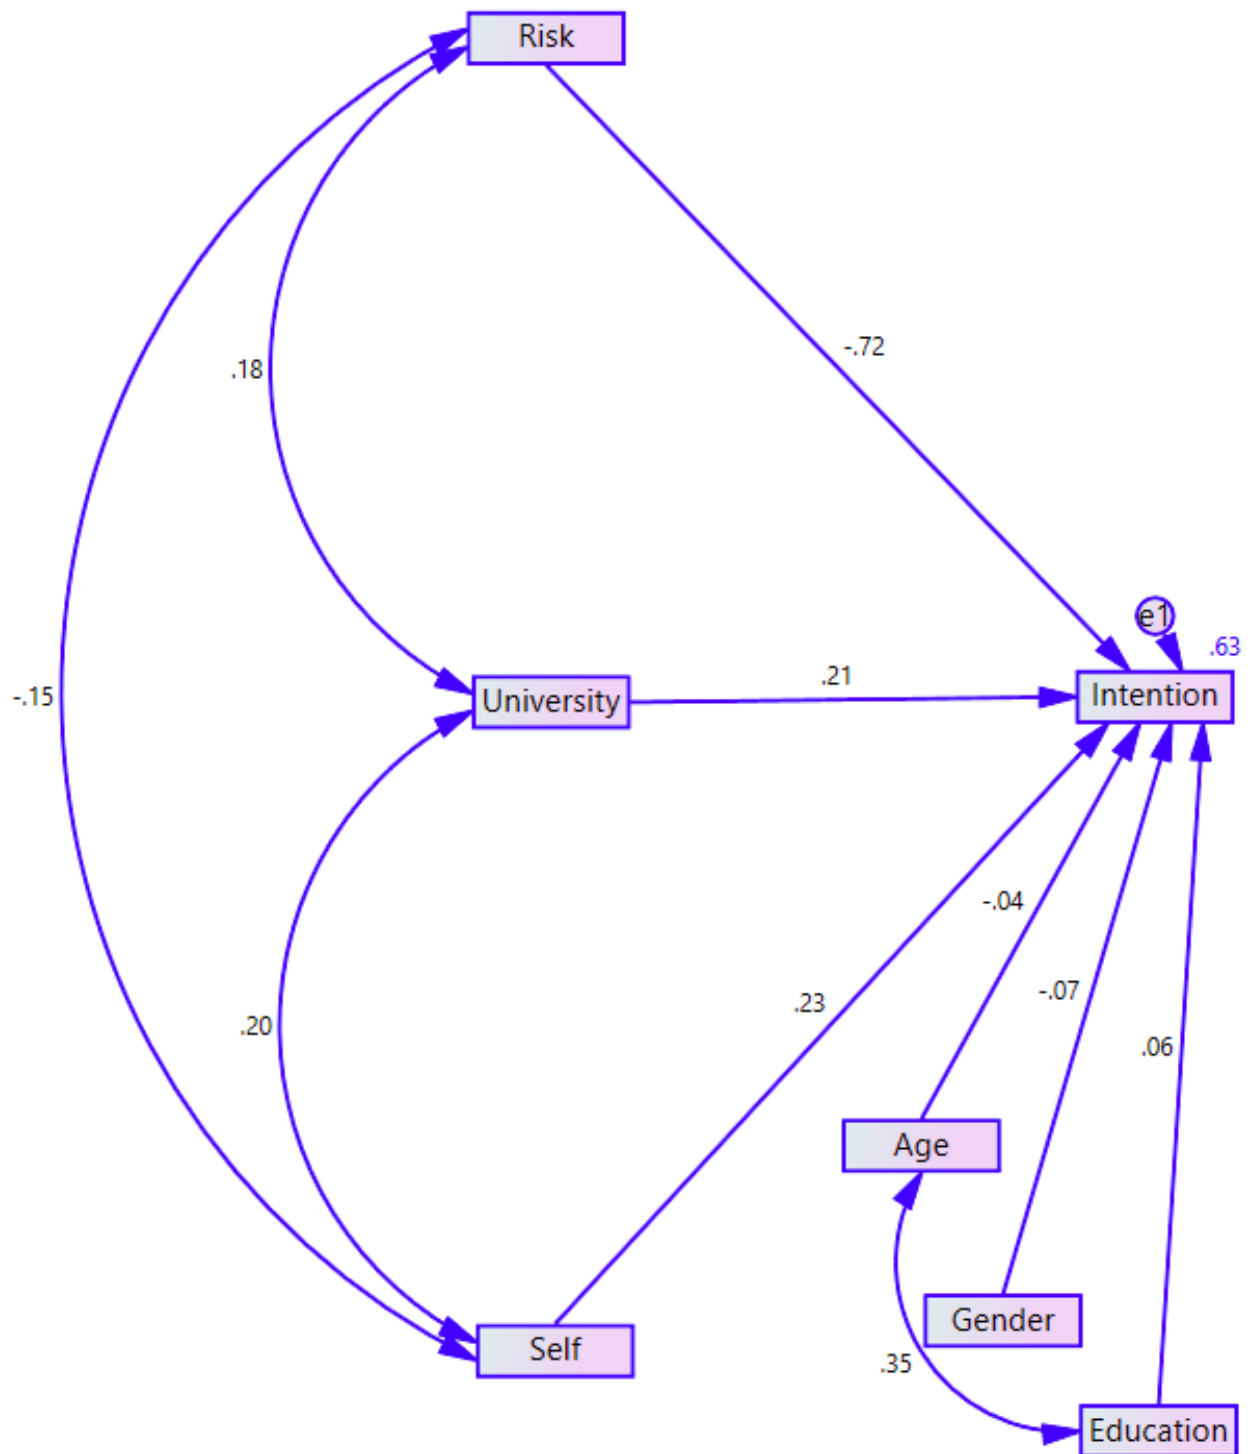 Risk
-.72
.18
e1
.63
-.15
University
.21
Intention
-.04
.23
-.07
.20
.06
Age
Gender
Self
.35
Education